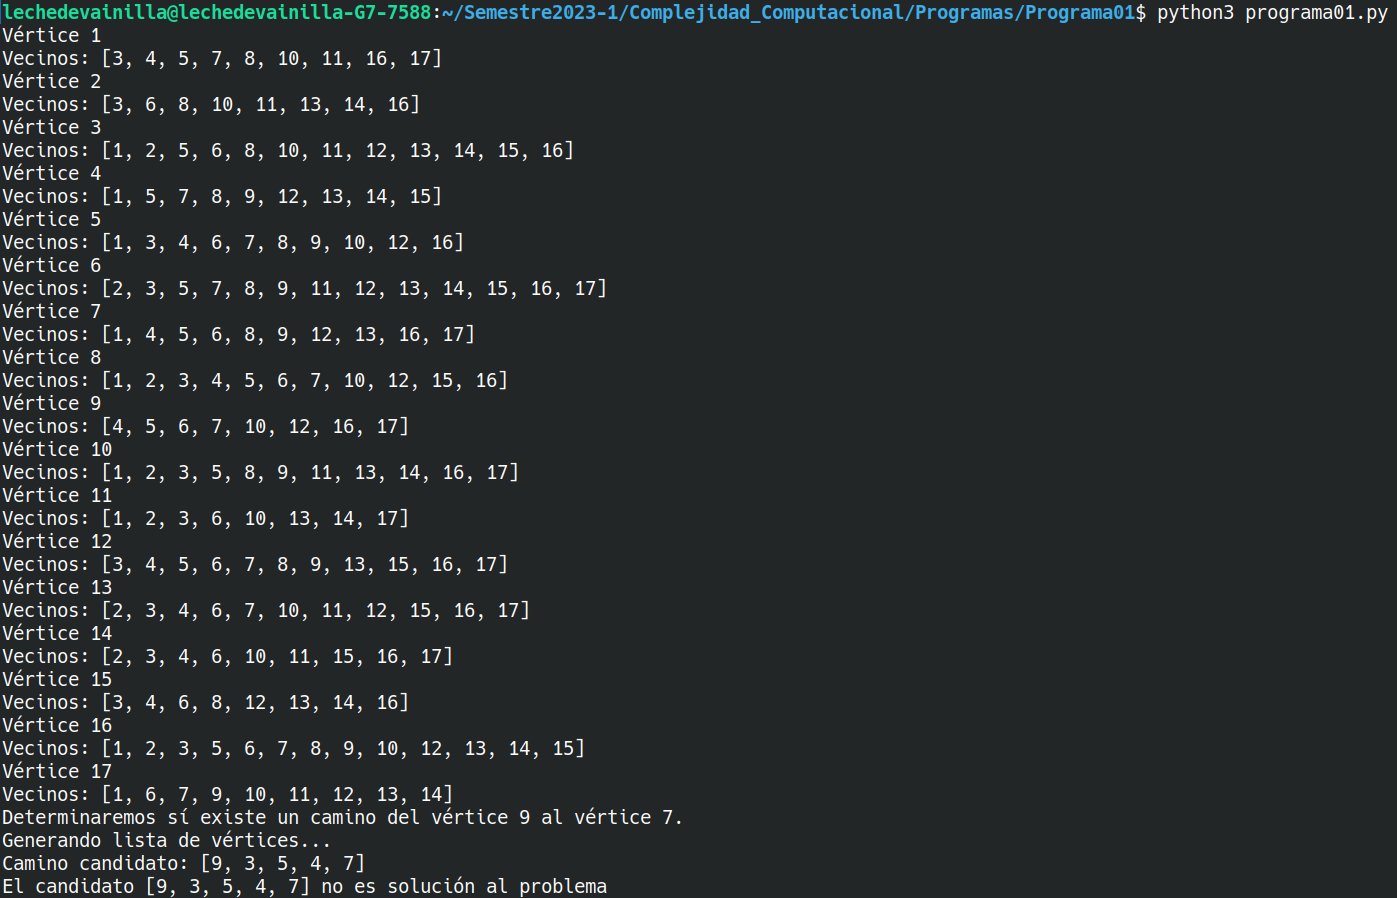 lechedevainilla@lechedevainilla-G7-7588:~/Semestre2023-1/Complejidad_Computacional/Programas/Programa01$ python3 programa01.py
Vértice 1
Vecinos: [3, 4, 5, 7, 8, 10, 11, 16, 17]
Vértice 2
Vecinos: [3, 6, 8, 10, 11, 13, 14, 16]
Vértice 3
Vecinos: [1, 2, 5, 6, 8, 10, 11, 12, 13, 14, 15, 16]
Vértice 4
Vecinos: [1, 5, 7, 8, 9, 12, 13, 14, 15]
Vértice 5
Vecinos: [1, 3, 4, 6, 7, 8, 9, 10, 12, 16]
Vértice 6
Vecinos: [2, 3, 5, 7, 8, 9, 11, 12, 13, 14, 15, 16, 17]
Vértice 7
Vecinos: [1, 4, 5, 6, 8, 9, 12, 13, 16, 17]
Vértice 8
Vecinos: [1, 2, 3, 4, 5, 6, 7, 10, 12, 15, 16]
Vértice 9
Vecinos: [4, 5, 6, 7, 10, 12, 16, 17]
Vértice 10
Vecinos: [1, 2, 3, 5, 8, 9, 11, 13, 14, 16, 17]
Vértice 11
Vecinos: [1, 2, 3, 6, 10, 13, 14, 17]
Vértice 12
Vecinos: [3, 4, 5, 6, 7, 8, 9, 13, 15, 16, 17]
Vértice 13
Vecinos: [2, 3, 4, 6, 7, 10, 11, 12, 15, 16, 17]
Vértice 14
Vecinos: [2, 3, 4, 6, 10, 11, 15, 16, 17]
Vértice 15
Vecinos: [3, 4, 6, 8, 12, 13, 14, 16]
Vértice 16
Vecinos: [1, 2, 3, 5, 6, 7, 8, 9, 10, 12, 13, 14, 15]
Vértice 17
Vecinos: [1, 6, 7, 9, 10, 11, 12, 13, 14]
Determinaremos sí existe un camino del vértice 9 al vértice 7.
Generando lista de vértices...
Camino candidato: [9, 3, 5, 4, 7]
El candidato [9, 3, 5, 4, 7] no es solución al problema